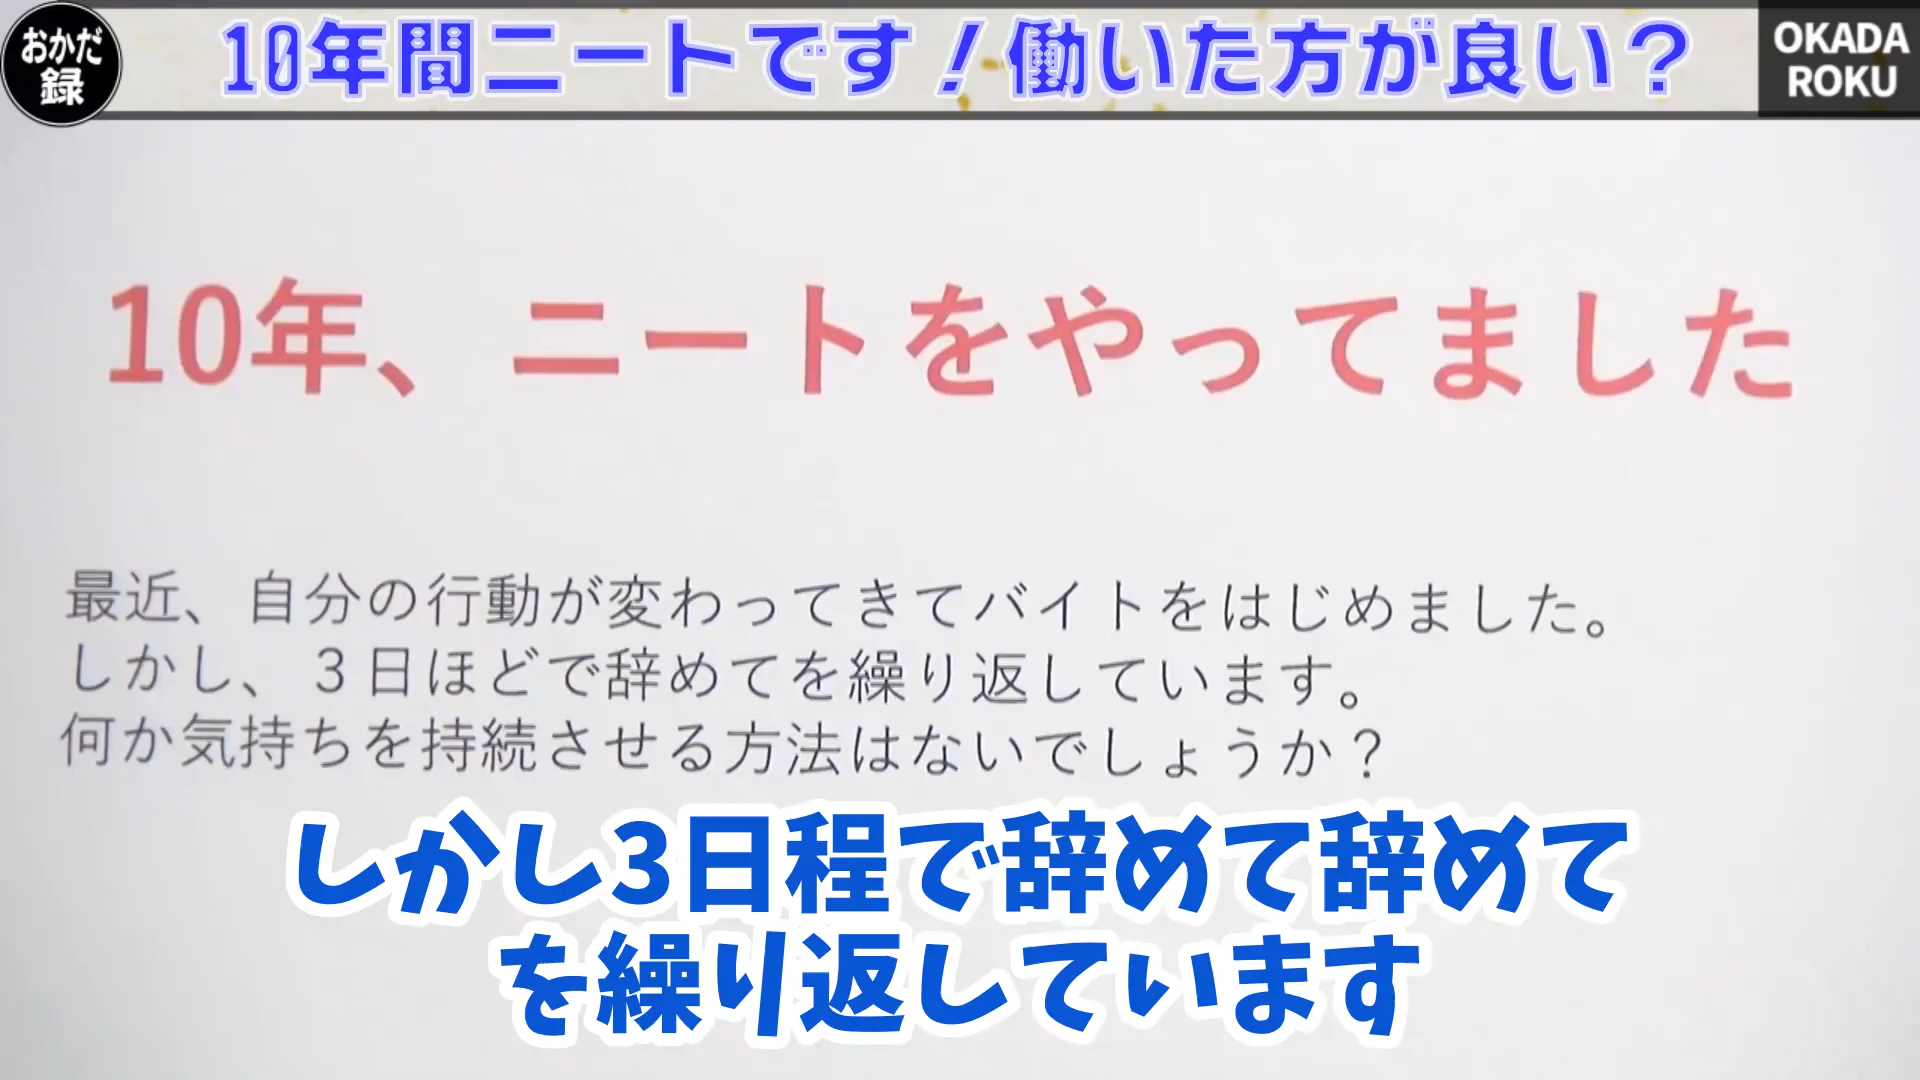 おかだ
録
10年間ニートです！働いた方が良い？
OKADA
ROKU
10年、ニートをやってました
最近、自分の行動が変わってきてバイトをはじめました。
しかし、３日ほどで辞めてを繰り返しています。
何か気持ちを持続させる方法はないでしょうか？
しかし3日程で辞めて辞めて
を繰り返しています